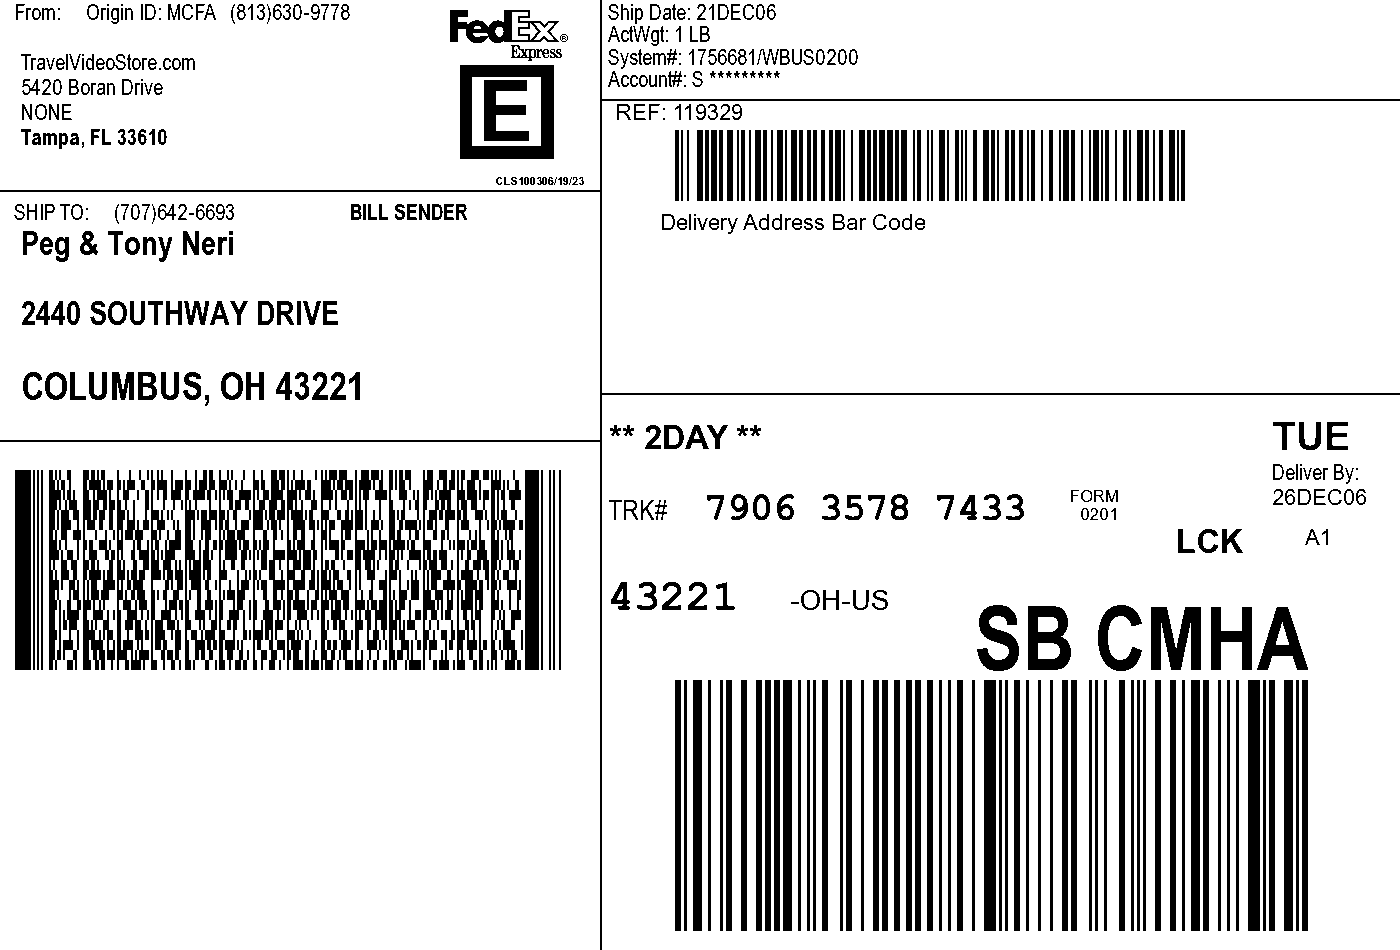 From: Origin ID: MCFA (813)630-9778
TravelVideoStore.com
5420 Boran Drive
NONE
Tampa, FL 33610
FedEx®
Express
E
CLS100306/19/23
Ship Date: 21DEC06
ActWgt: 1 LB
System#: 1756681/WBUS0200
Account#: S *********
REF: 119329
Delivery Address Bar Code
SHIP TO: (707)642-6693 BILL SENDER
Peg & Tony Neri
2440 SOUTHWAY DRIVE
COLUMBUS, OH 43221
** 2DAY **
TUE
Deliver By:
26DEC06
TRK# 7906 3578 7433
FORM
0201
LCK A1
43221 -OH-US
SB CMHA